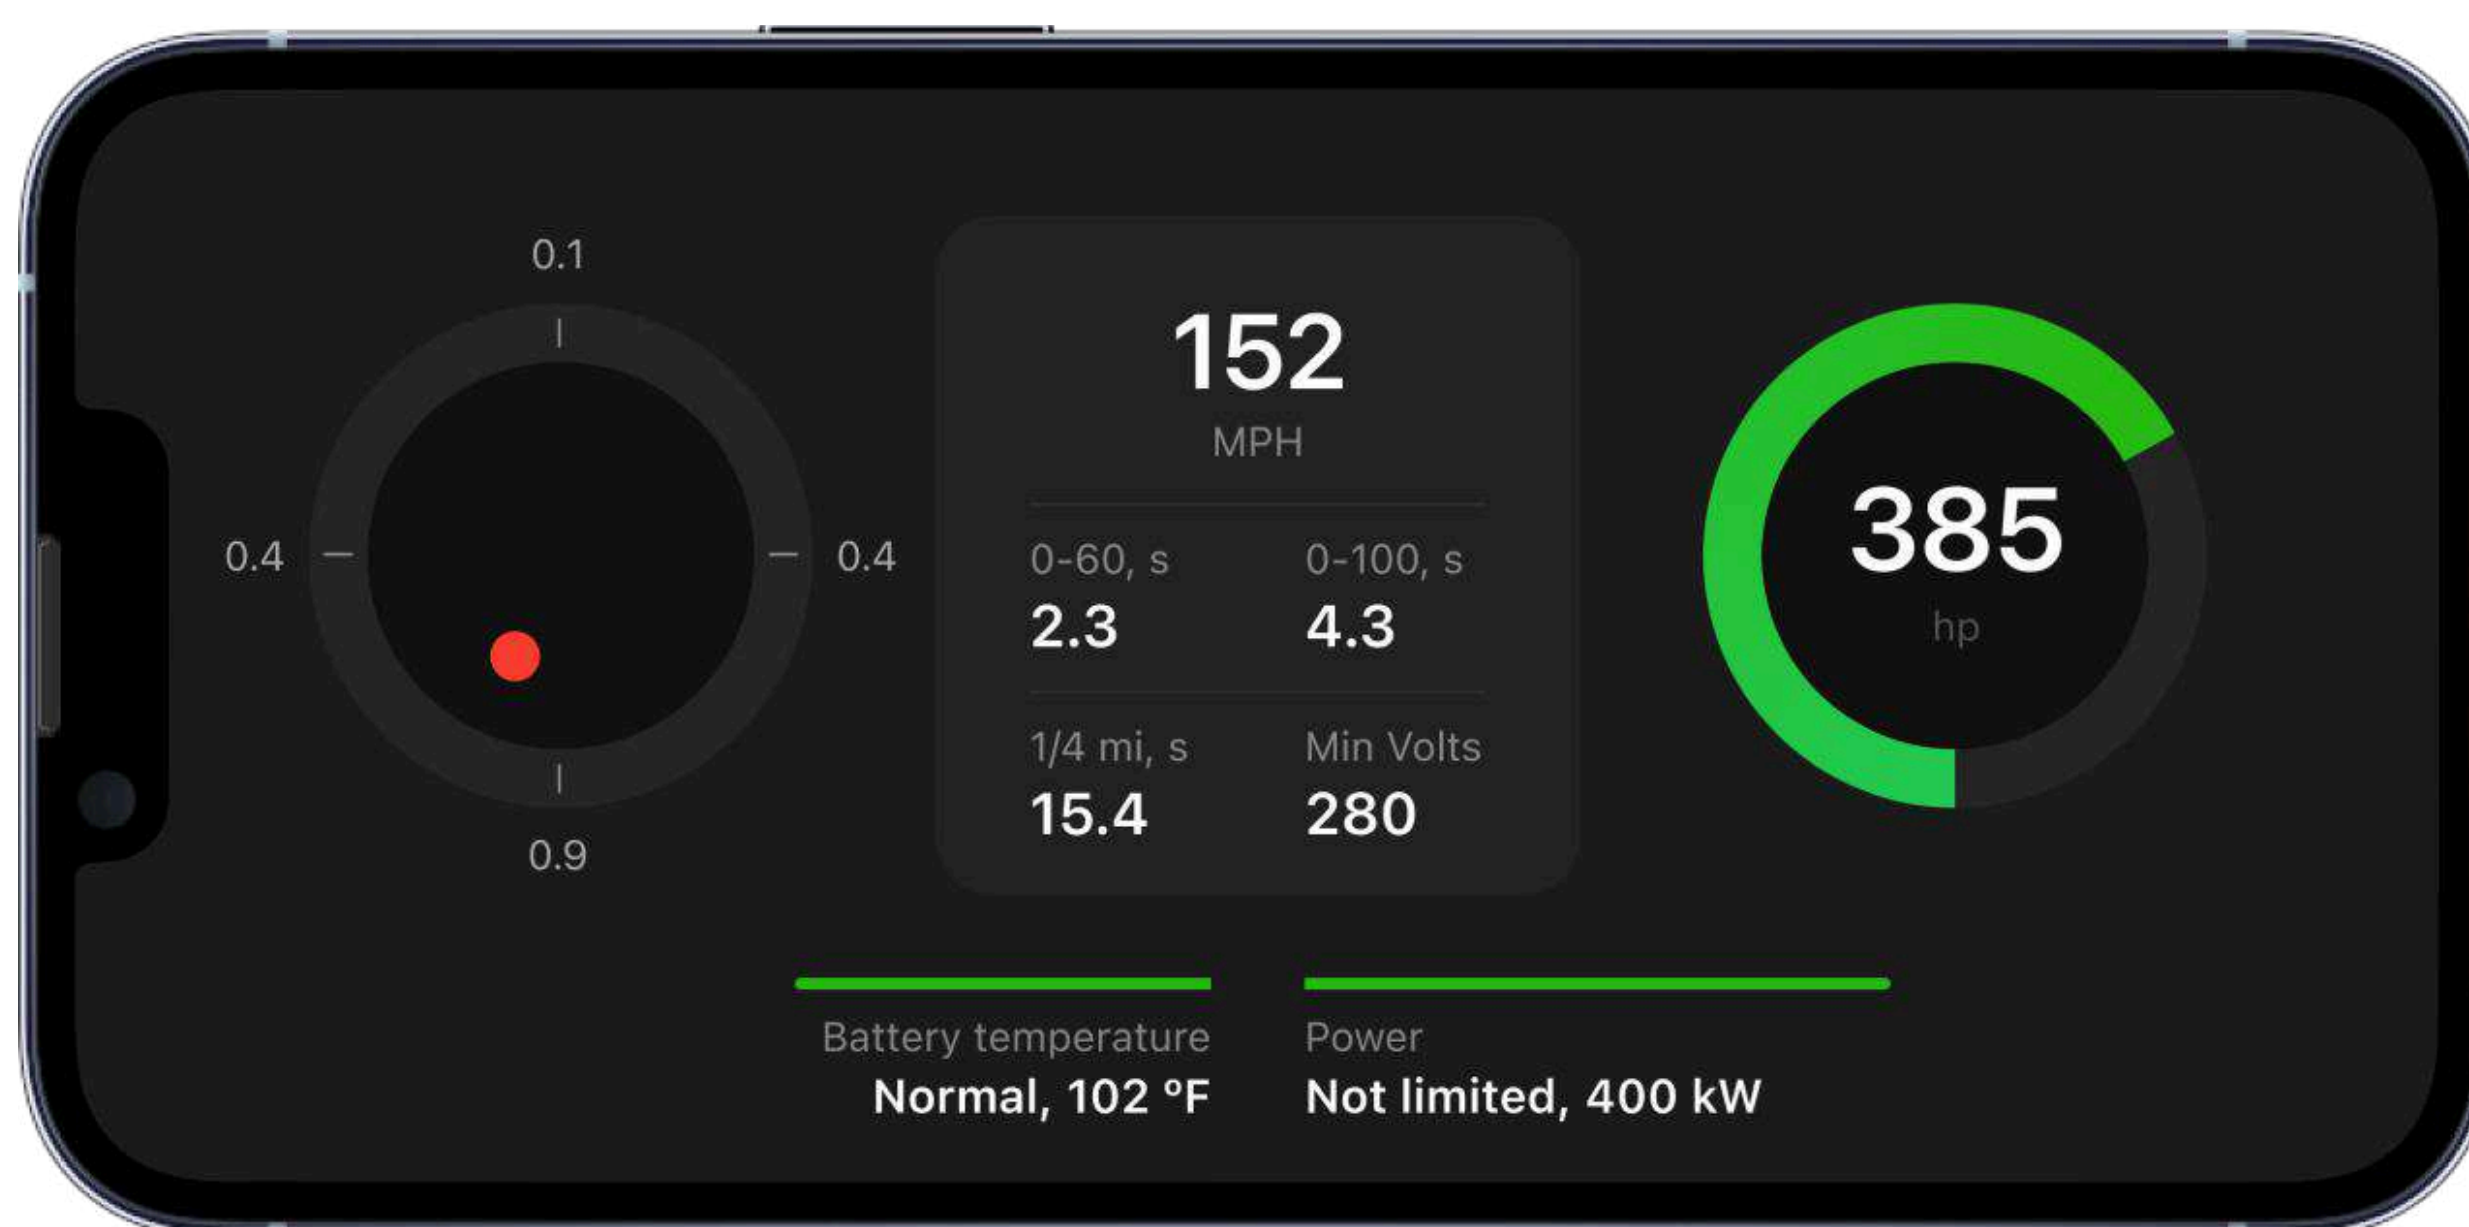 0.1
0.4
0.4
0.9
152
MPH
0-60, s
2.3
0-100, s
4.3
1/4 mi, s
15.4
Min Volts
280
385
hp
Battery temperature
Normal, 102 ºF
Power
Not limited, 400 kW